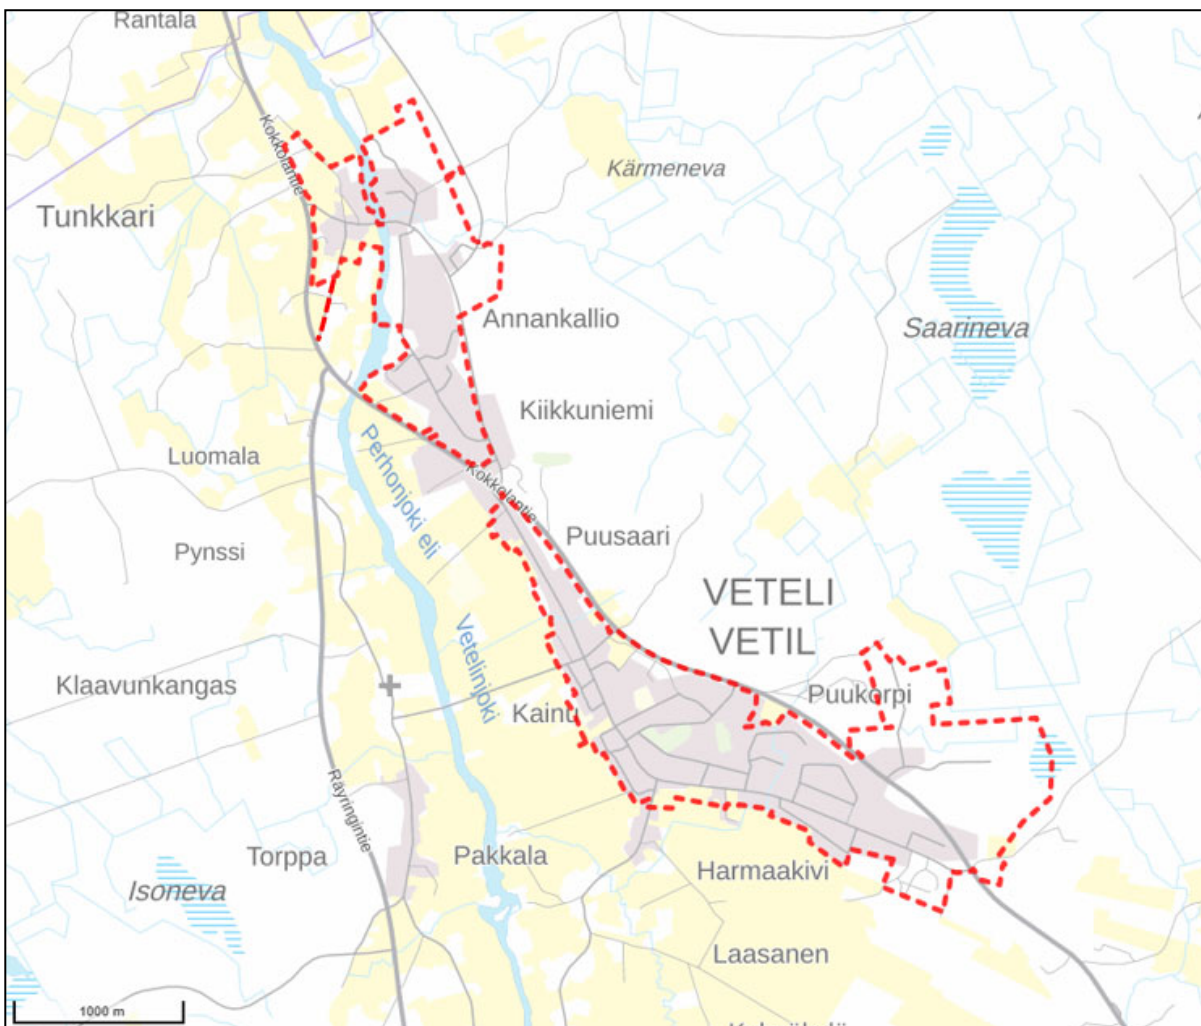 Rantala
Kokkolantie
Kärmeneva
Tunkkari
Annankallio
Saarineva
Kiikkuniemi
Luomala
Perhonjoki eli
Kokkolantie
Puusaari
Pynssi
VETELI
VETIL
Vetelinjoki
Klaavunkangas
Kainu
Puukorpi
Räyringintie
Torppa
Pakkala
Harmaakivi
Isoneva
Laasanen
1000 m